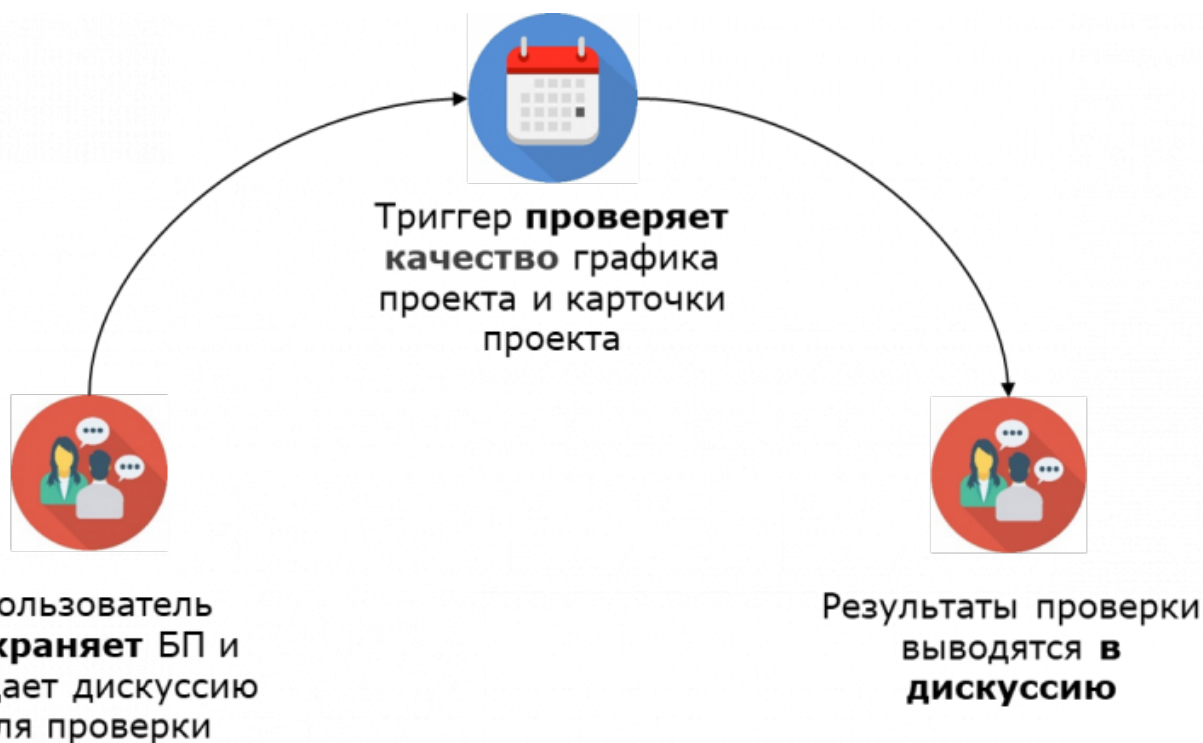 Триггер проверяет
качество графика
проекта и карточки
проекта
ользователь
храняет БП и
дает дискуссию
ля проверки
Результаты проверки
выводятся в
дискуссию